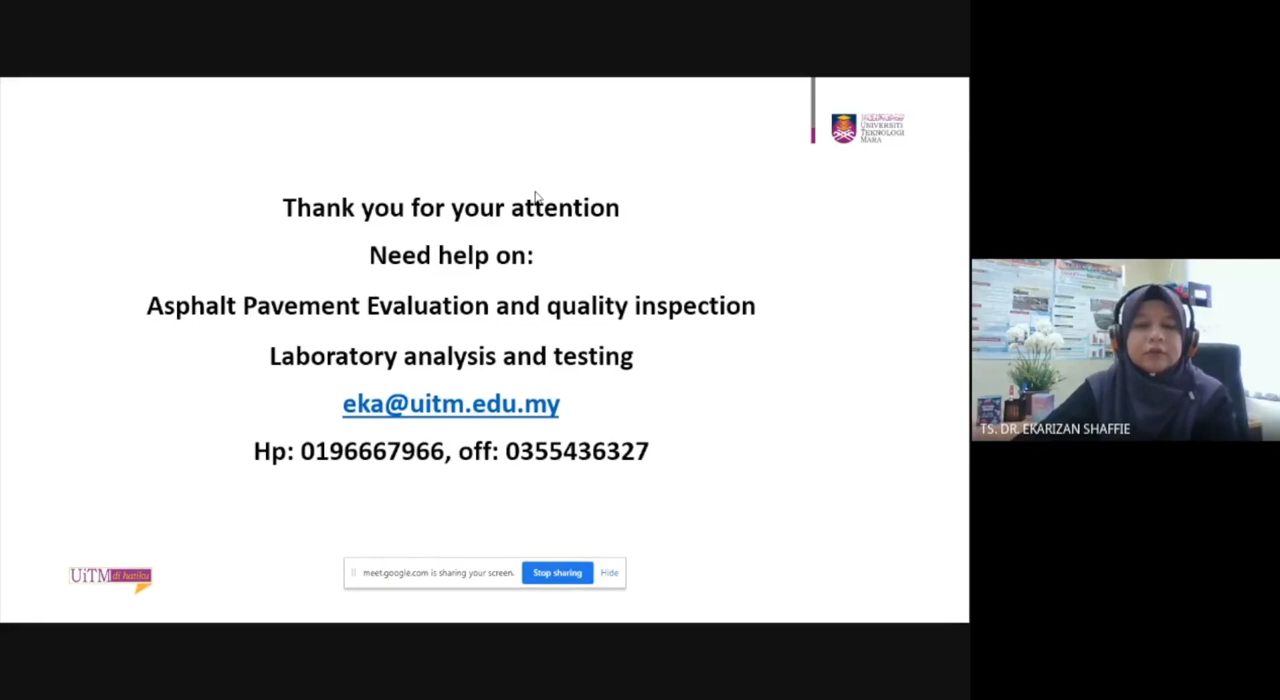 UNIVERSITI
TEKNOLOGI
MARA
Thank you for your attention
Need help on:
Asphalt Pavement Evaluation and quality inspection
Laboratory analysis and testing
eka@uitm.edu.my
Hp: 0196667966, off: 0355436327
TS. DR. EKARIZAN SHAFFIE
UiTM di hatiku
meet.google.com is sharing your screen.
Stop sharing
Hide